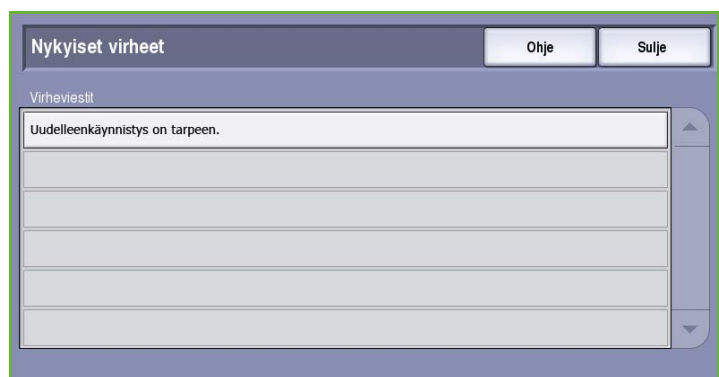 Nykyiset virheet
Ohje
Sulje
Virheviestit
Uudelleenkäynnistys on tarpeen.